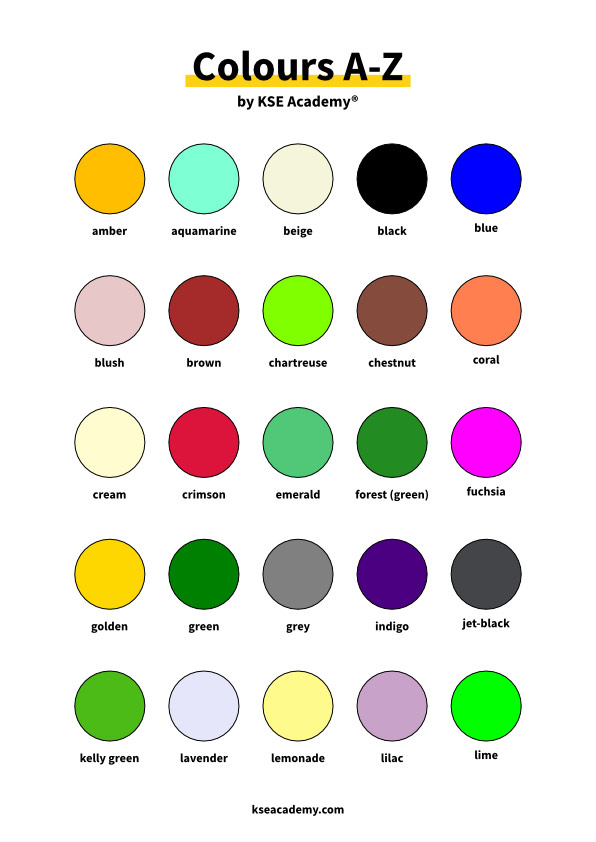 Colours A-Z
by KSE Academy®
amber aquamarine beige black blue
blush brown chartreuse chestnut coral
cream crimson emerald forest (green) fuchsia
golden green grey indigo jet-black
kelly green lavender lemonade lilac lime
kseacademy.com